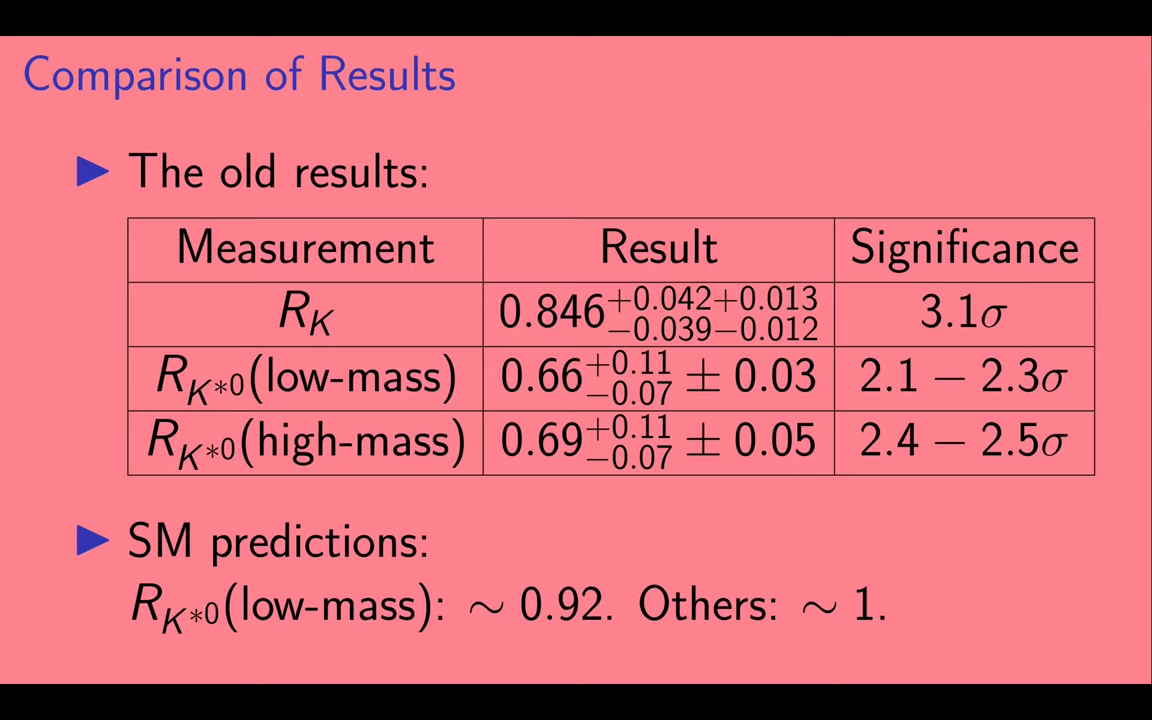 Comparison of Results
▶ The old results:
Measurement Result Significance
R_K 0.846^{+0.042+0.013}_{−0.039−0.012} 3.1σ
R_{K*0}(low-mass) 0.66^{+0.11}_{−0.07} ± 0.03 2.1 − 2.3σ
R_{K*0}(high-mass) 0.69^{+0.11}_{−0.07} ± 0.05 2.4 − 2.5σ
▶ SM predictions:
R_{K*0}(low-mass): ∼ 0.92. Others: ∼ 1.